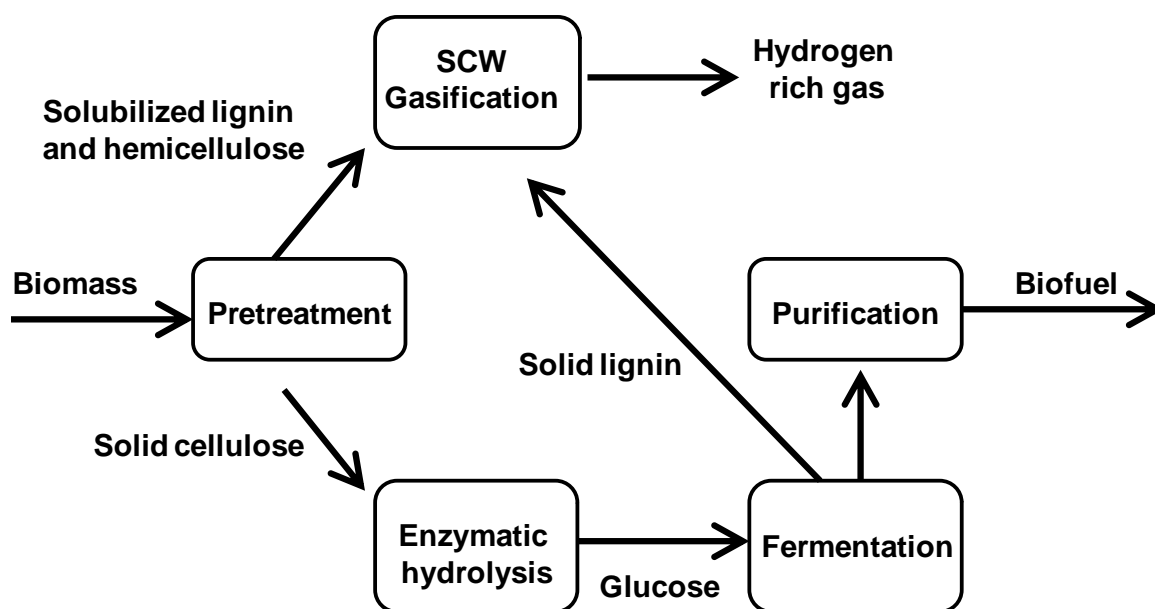 SCW
Gasification
Hydrogen
rich gas
Solubilized lignin
and hemicellulose
Biomass
Pretreatment
Purification
Biofuel
Solid lignin
Solid cellulose
Enzymatic
hydrolysis
Glucose
Fermentation